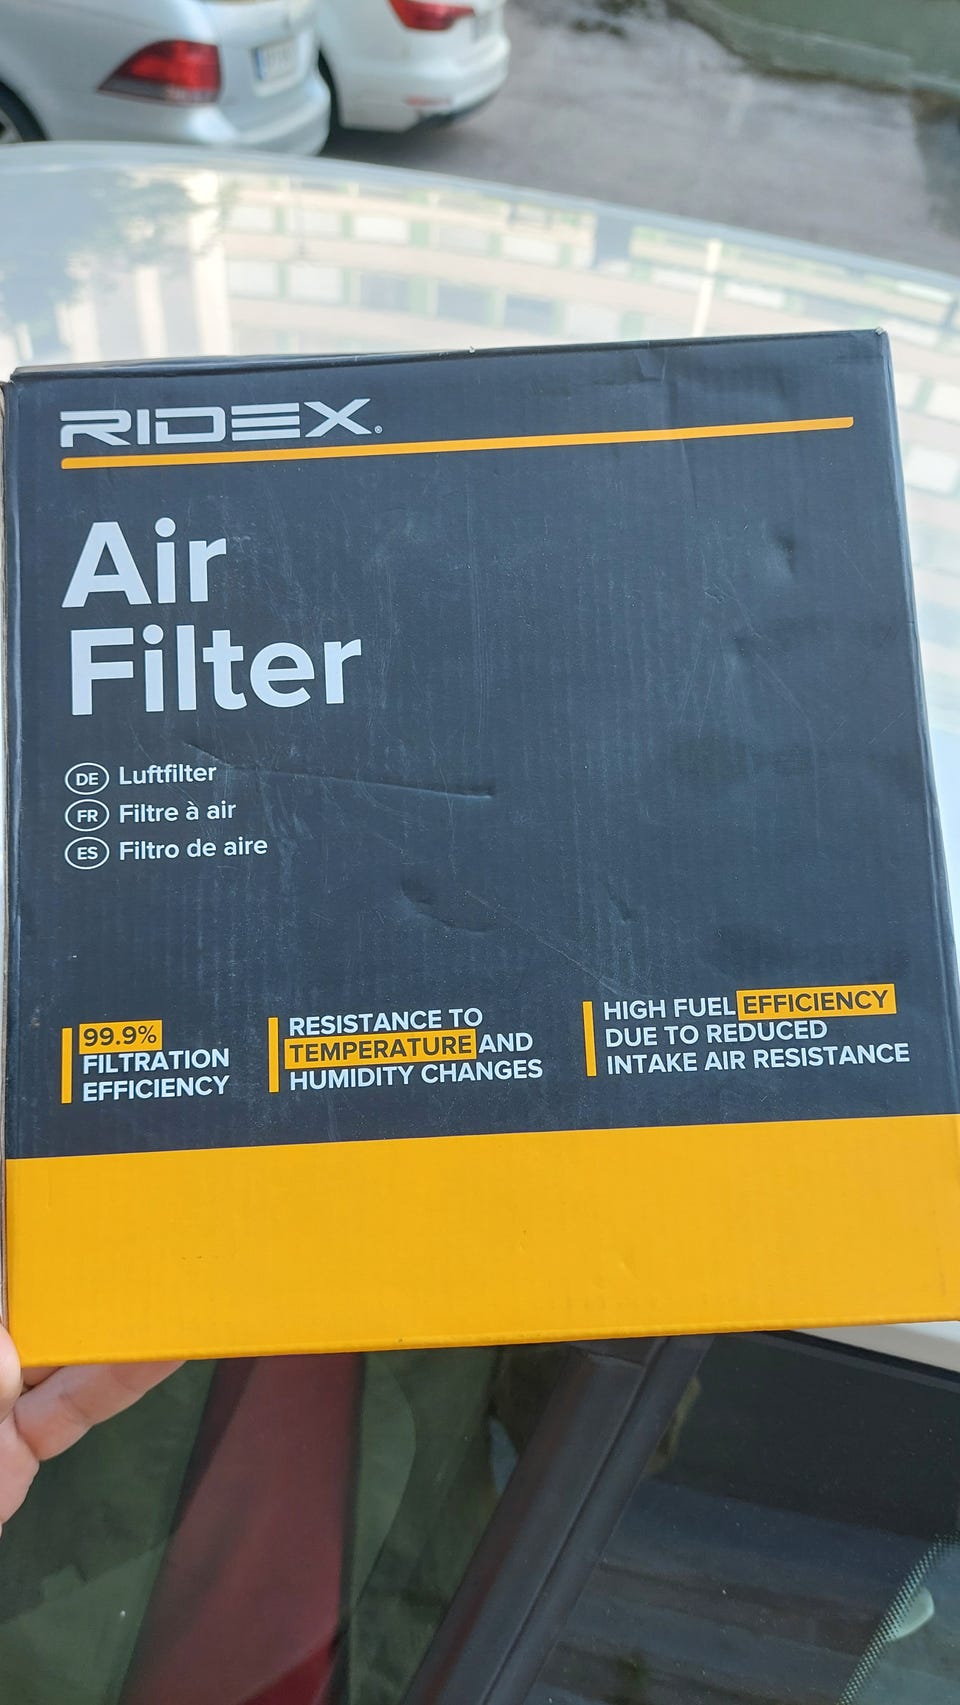 RIDEX®
Air
Filter
DE Luftfilter
FR Filtre à air
ES Filtro de aire
99.9%
FILTRATION
EFFICIENCY
RESISTANCE TO
TEMPERATURE AND
HUMIDITY CHANGES
HIGH FUEL EFFICIENCY
DUE TO REDUCED
INTAKE AIR RESISTANCE